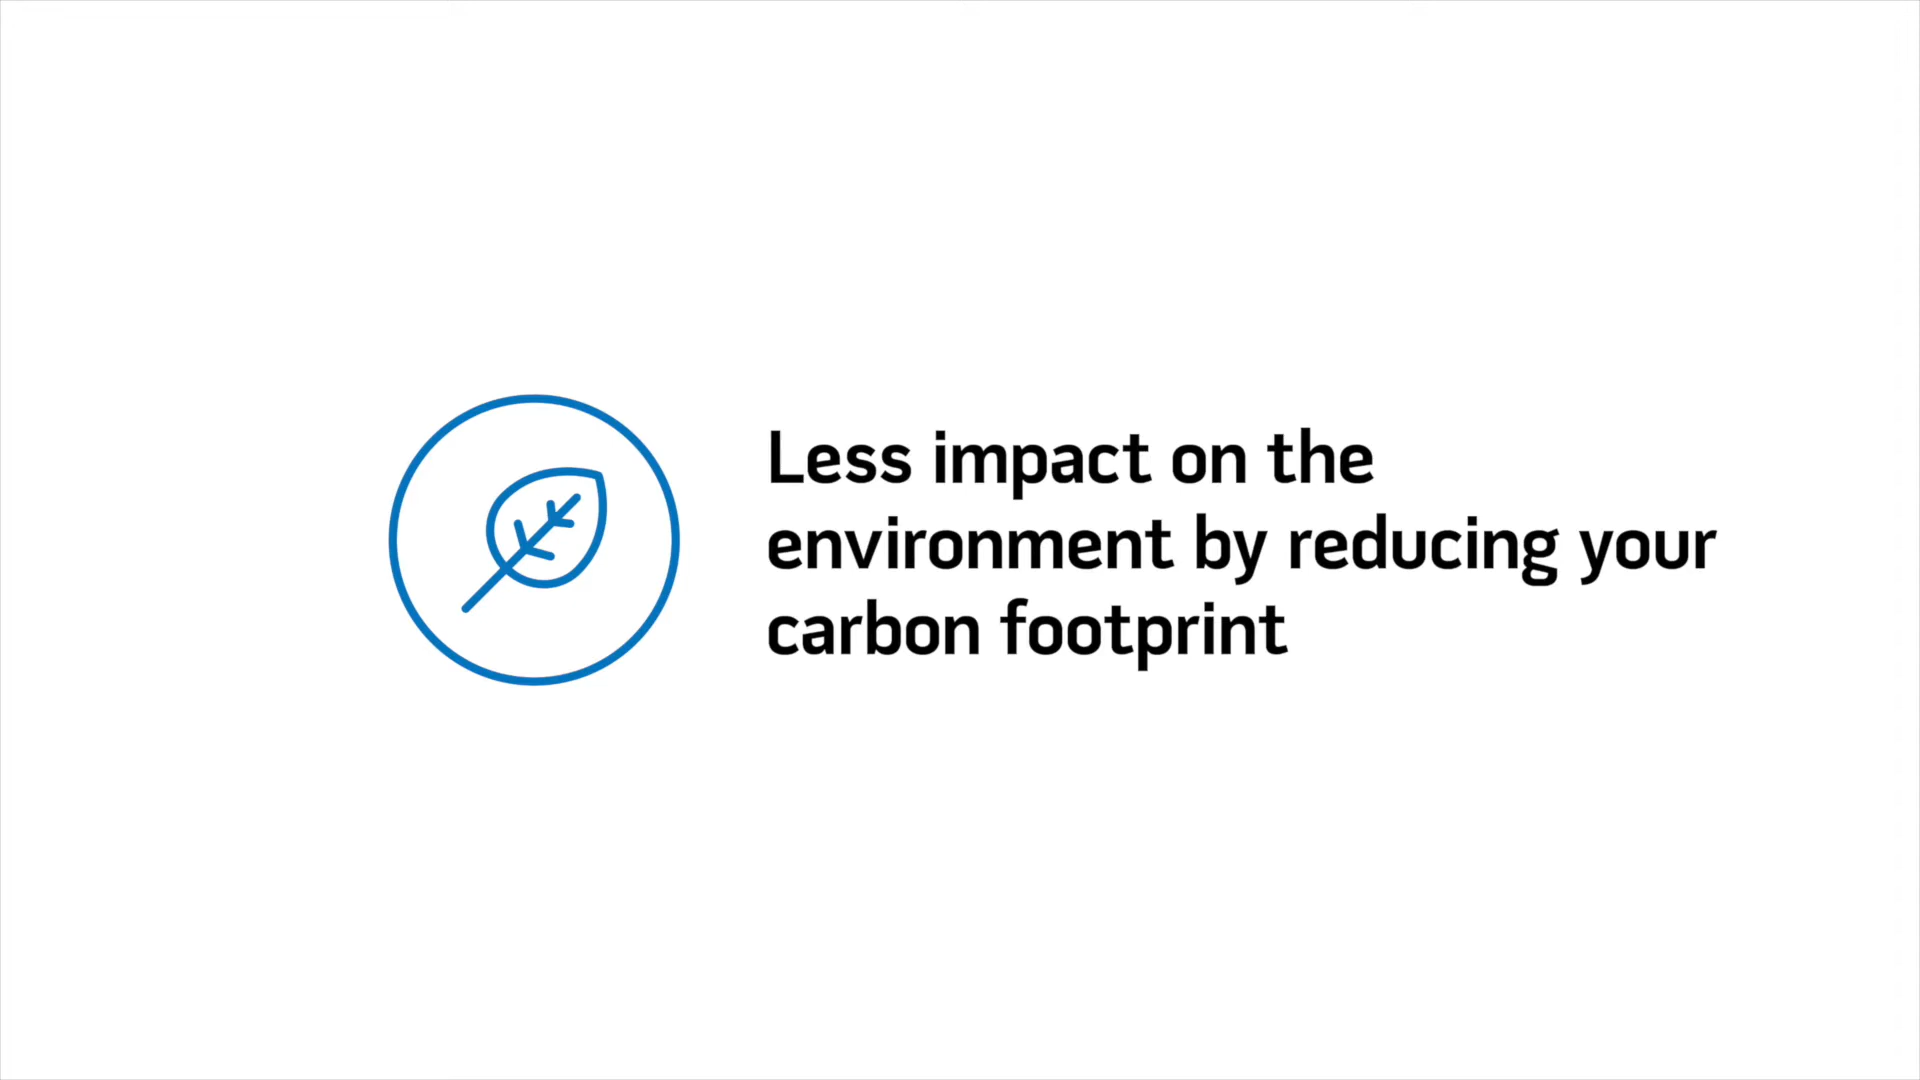 Less impact on the
environment by reducing your
carbon footprint